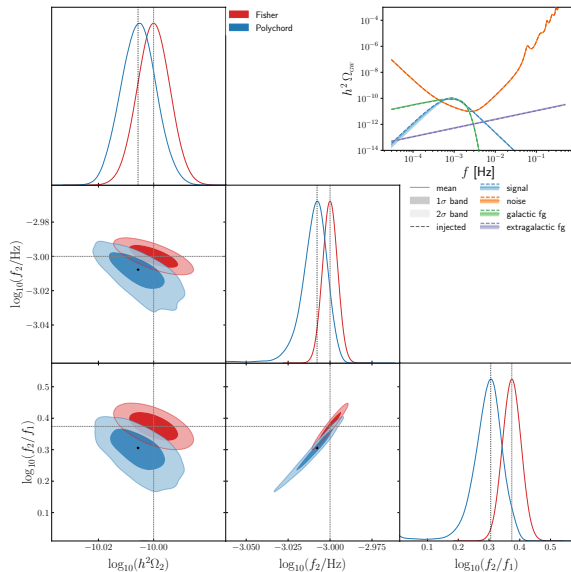 Fisher
Polychord
10⁻⁴
10⁻⁶
10⁻⁸
10⁻¹⁰
10⁻¹²
10⁻¹⁴
h² Ω_GW
10⁻⁴ 10⁻³ 10⁻² 10⁻¹
f [Hz]
mean
1σ band
2σ band
injected
signal
noise
galactic fg
extragalactic fg
−2.98
−3.00
−3.02
−3.04
log₁₀(f₂/Hz)
0.5
0.4
0.3
0.2
0.1
log₁₀(f₂/f₁)
−10.02 −10.00
log₁₀(h²Ω₂)
−3.050 −3.025 −3.000 −2.975
log₁₀(f₂/Hz)
0.1 0.2 0.3 0.4 0.5
log₁₀(f₂/f₁)